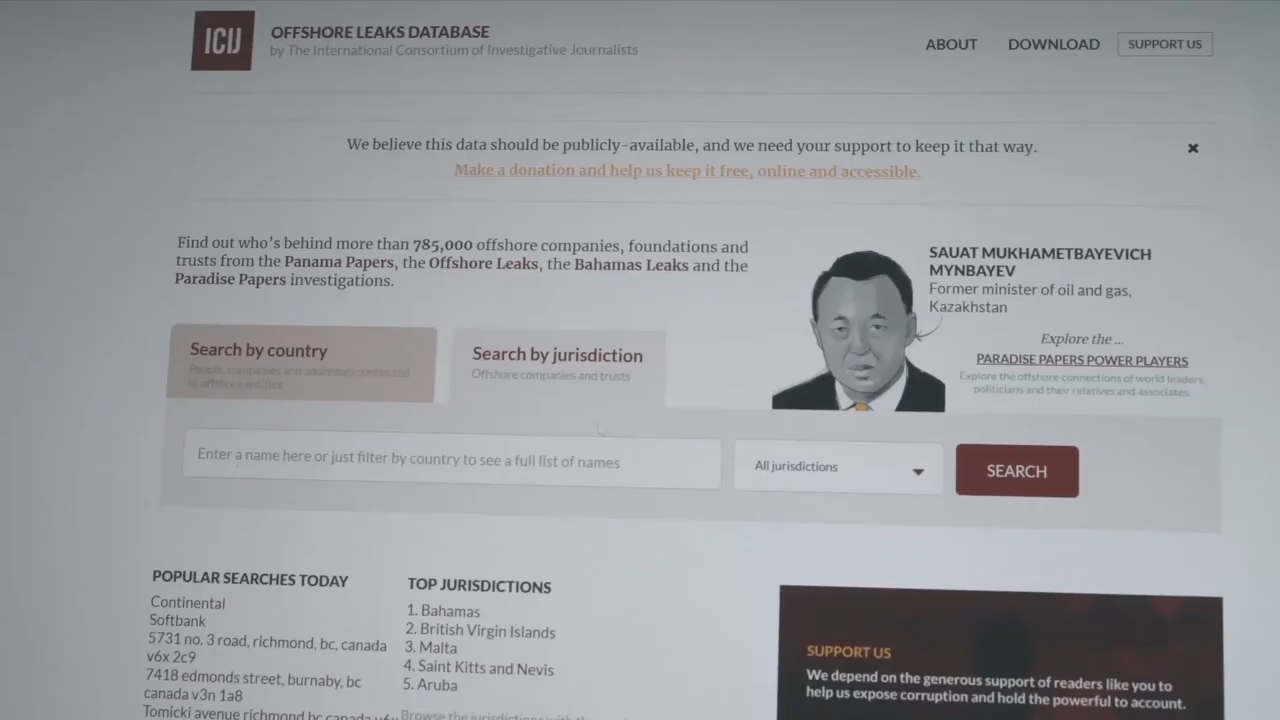 ICIJ
OFFSHORE LEAKS DATABASE
by The International Consortium of Investigative Journalists
ABOUT
DOWNLOAD
SUPPORT US
We believe this data should be publicly-available, and we need your support to keep it that way.
Make a donation and help us keep it free, online and accessible.
Find out who's behind more than 785,000 offshore companies, foundations and
trusts from the Panama Papers, the Offshore Leaks, the Bahamas Leaks and the
Paradise Papers investigations.
SAUAT MUKHAMETBAYEVICH
MYNBAYEV
Former minister of oil and gas,
Kazakhstan
Explore the ...
PARADISE PAPERS POWER PLAYERS
Explore the offshore connections of world leaders,
politicians and their relatives and associates.
Search by country
People, companies and addresses connected
to offshore entities
Search by jurisdiction
Offshore companies and trusts
Enter a name here or just filter by country to see a full list of names
All jurisdictions
SEARCH
POPULAR SEARCHES TODAY
Continental
Softbank
5731 no. 3 road, richmond, bc, canada
v6x 2c9
7418 edmonds street, burnaby, bc
canada v3n 1a8
Tomicki avenue richmond bc canada v6
TOP JURISDICTIONS
1. Bahamas
2. British Virgin Islands
3. Malta
4. Saint Kitts and Nevis
5. Aruba
Browse the jurisdictions with the
SUPPORT US
We depend on the generous support of readers like you to
help us expose corruption and hold the powerful to account.